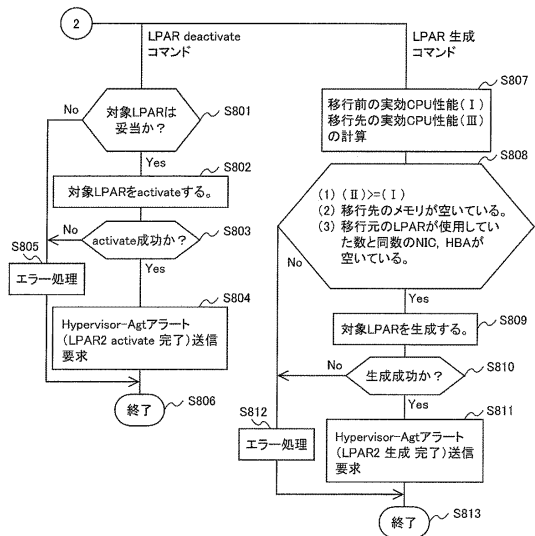 2
LPAR deactivate
コマンド
No
対象LPARは
妥当か？
S801
Yes
S802
対象LPARをactivateする。
No
activate成功か？
S803
S805
エラー処理
Yes
S804
Hypervisor-Agtアラート
(LPAR2 activate 完了)送信
要求
終了
S806
LPAR 生成
コマンド
S807
移行前の実効CPU性能(Ⅰ)
移行先の実効CPU性能(Ⅲ)
の計算
S808
(1) (Ⅱ)>=(Ⅰ)
(2) 移行先のメモリが空いている。
(3) 移行元のLPARが使用してい
た数と同数のNIC, HBAが
空いている。
No
Yes
S809
対象LPARを生成する。
No
生成成功か？
S810
Yes
S811
S812
エラー処理
Hypervisor-Agtアラート
(LPAR2 生成 完了)送信
要求
終了
S813